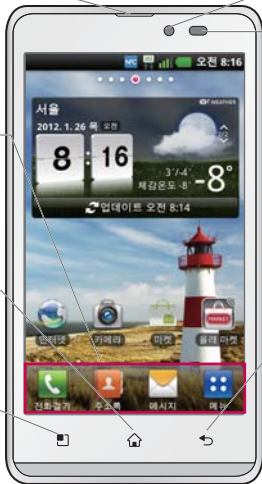 NFC 오전 8:16
서울 WEATHER
2012. 1. 26 목 오전
8 16
3°/-4° -8°
체감온도 -8°
업데이트 오전 8:14
인터넷 카메라 마켓 올레 마켓
전화걸기 주소록 메시지 메뉴